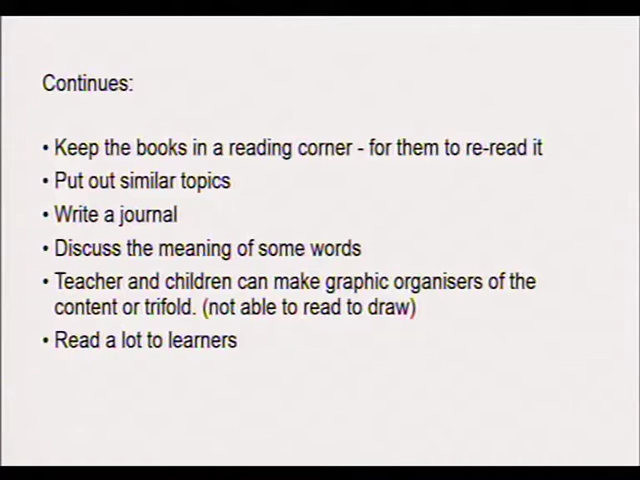 Continues:
• Keep the books in a reading corner - for them to re-read it
• Put out similar topics
• Write a journal
• Discuss the meaning of some words
• Teacher and children can make graphic organisers of the
content or trifold. (not able to read to draw)
• Read a lot to learners